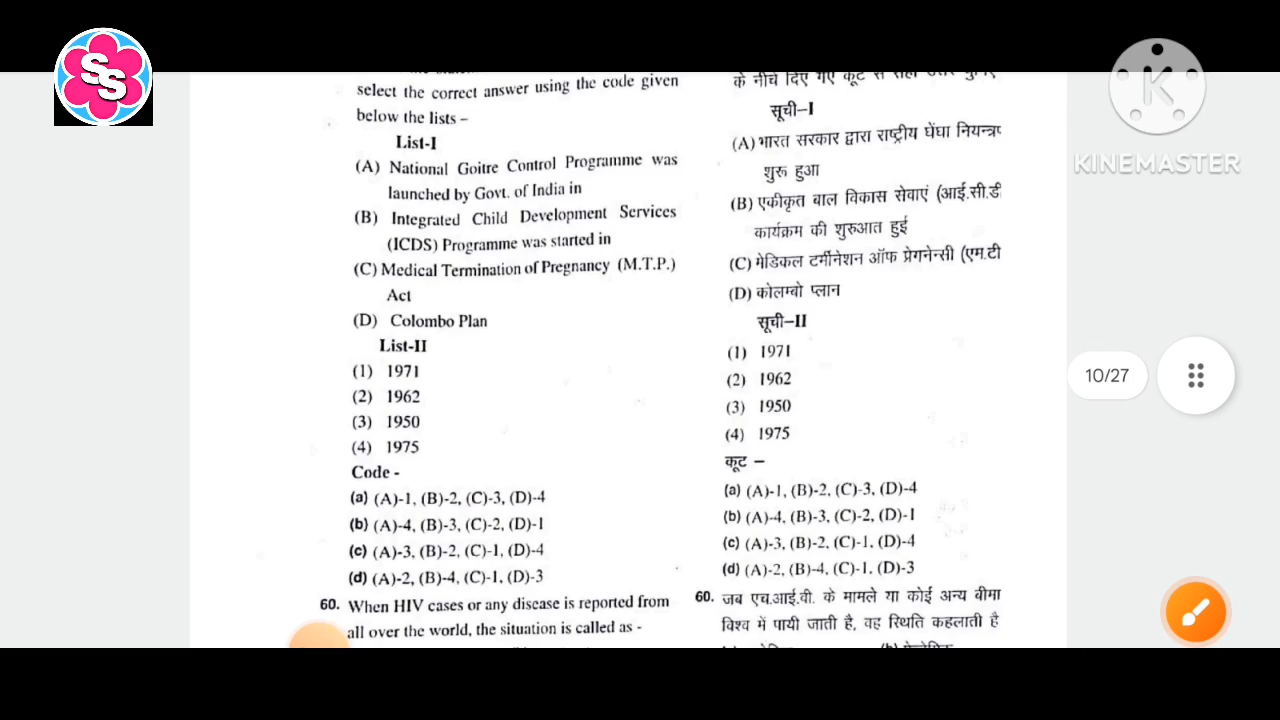 SS
KINEMASTER
select the correct answer using the code given
below the lists –
List-I
(A) National Goitre Control Programme was
launched by Govt. of India in
(B) Integrated Child Development Services
(ICDS) Programme was started in
(C) Medical Termination of Pregnancy (M.T.P.)
Act
(D) Colombo Plan
List-II
(1) 1971
(2) 1962
(3) 1950
(4) 1975
Code -
(a) (A)-1, (B)-2, (C)-3, (D)-4
(b) (A)-4, (B)-3, (C)-2, (D)-1
(c) (A)-3, (B)-2, (C)-1, (D)-4
(d) (A)-2, (B)-4, (C)-1, (D)-3
60. When HIV cases or any disease is reported from
all over the world, the situation is called as -
के नीचे दिए गए कूट से सही उत्तर
सूची–I
(A) भारत सरकार द्वारा राष्ट्रीय घेंघा
शुरू हुआ
(B) एकीकृत बाल विकास सेवाएं (आई.सी.डी
कार्यक्रम की शुरुआत हुई
(C) मेडिकल टर्मीनेशन ऑफ प्रेगनेन्सी (एम.टी
(D) कोलम्बो प्लान
सूची–II
(1) 1971
(2) 1962
(3) 1950
(4) 1975
कूट –
(a) (A)-1, (B)-2, (C)-3, (D)-4
(b) (A)-4, (B)-3, (C)-2, (D)-1
(c) (A)-3, (B)-2, (C)-1, (D)-4
(d) (A)-2, (B)-4, (C)-1, (D)-3
60. जब एच.आई.वी. के मामले या कोई अन्य बीमा
विश्व में पायी जाती है, वह स्थिति कहलाती है
10/27